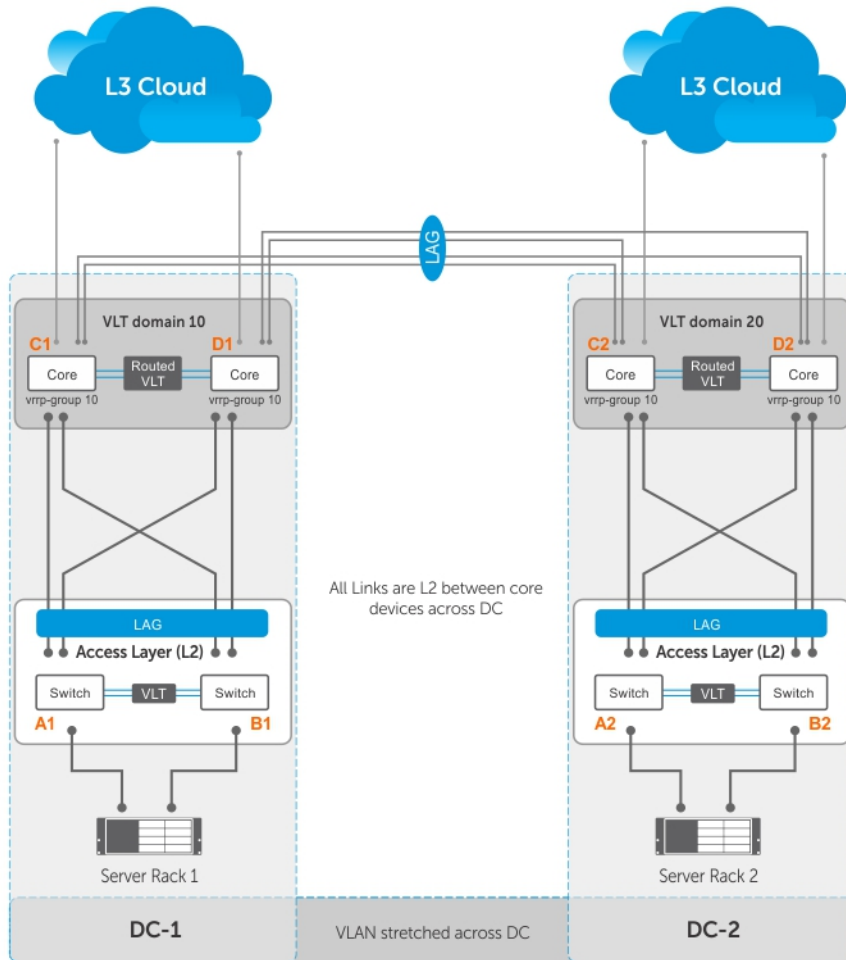 L3 Cloud
L3 Cloud
LAG
VLT domain 10
C1
D1
Core
Routed
VLT
Core
vrrp-group 10
vrrp-group 10
VLT domain 20
C2
D2
Core
Routed
VLT
Core
vrrp-group 10
vrrp-group 10
All Links are L2 between core
devices across DC
LAG
Access Layer (L2)
Switch
VLT
Switch
A1
B1
Server Rack 1
LAG
Access Layer (L2)
Switch
VLT
Switch
A2
B2
Server Rack 2
DC-1
VLAN stretched across DC
DC-2